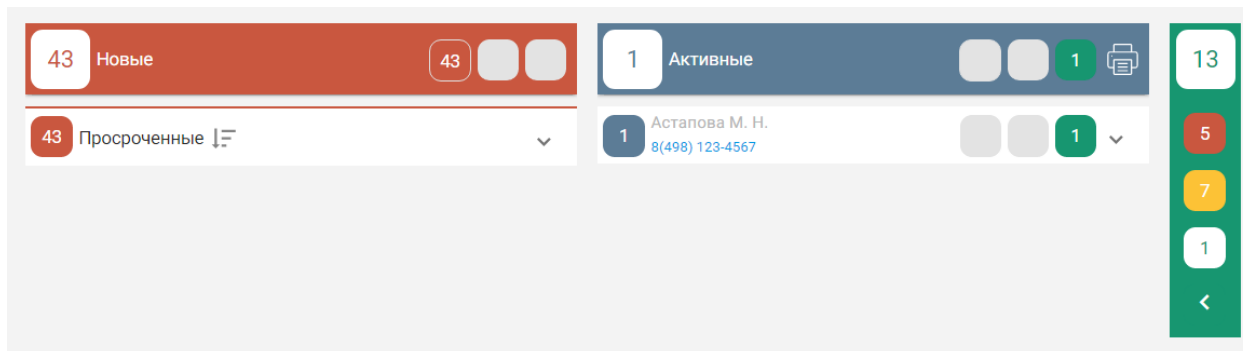 43 Новые 43
43 Просроченные
1 Активные 1
1 Астапова М. Н. 1
8(498) 123-4567
13
5
7
1